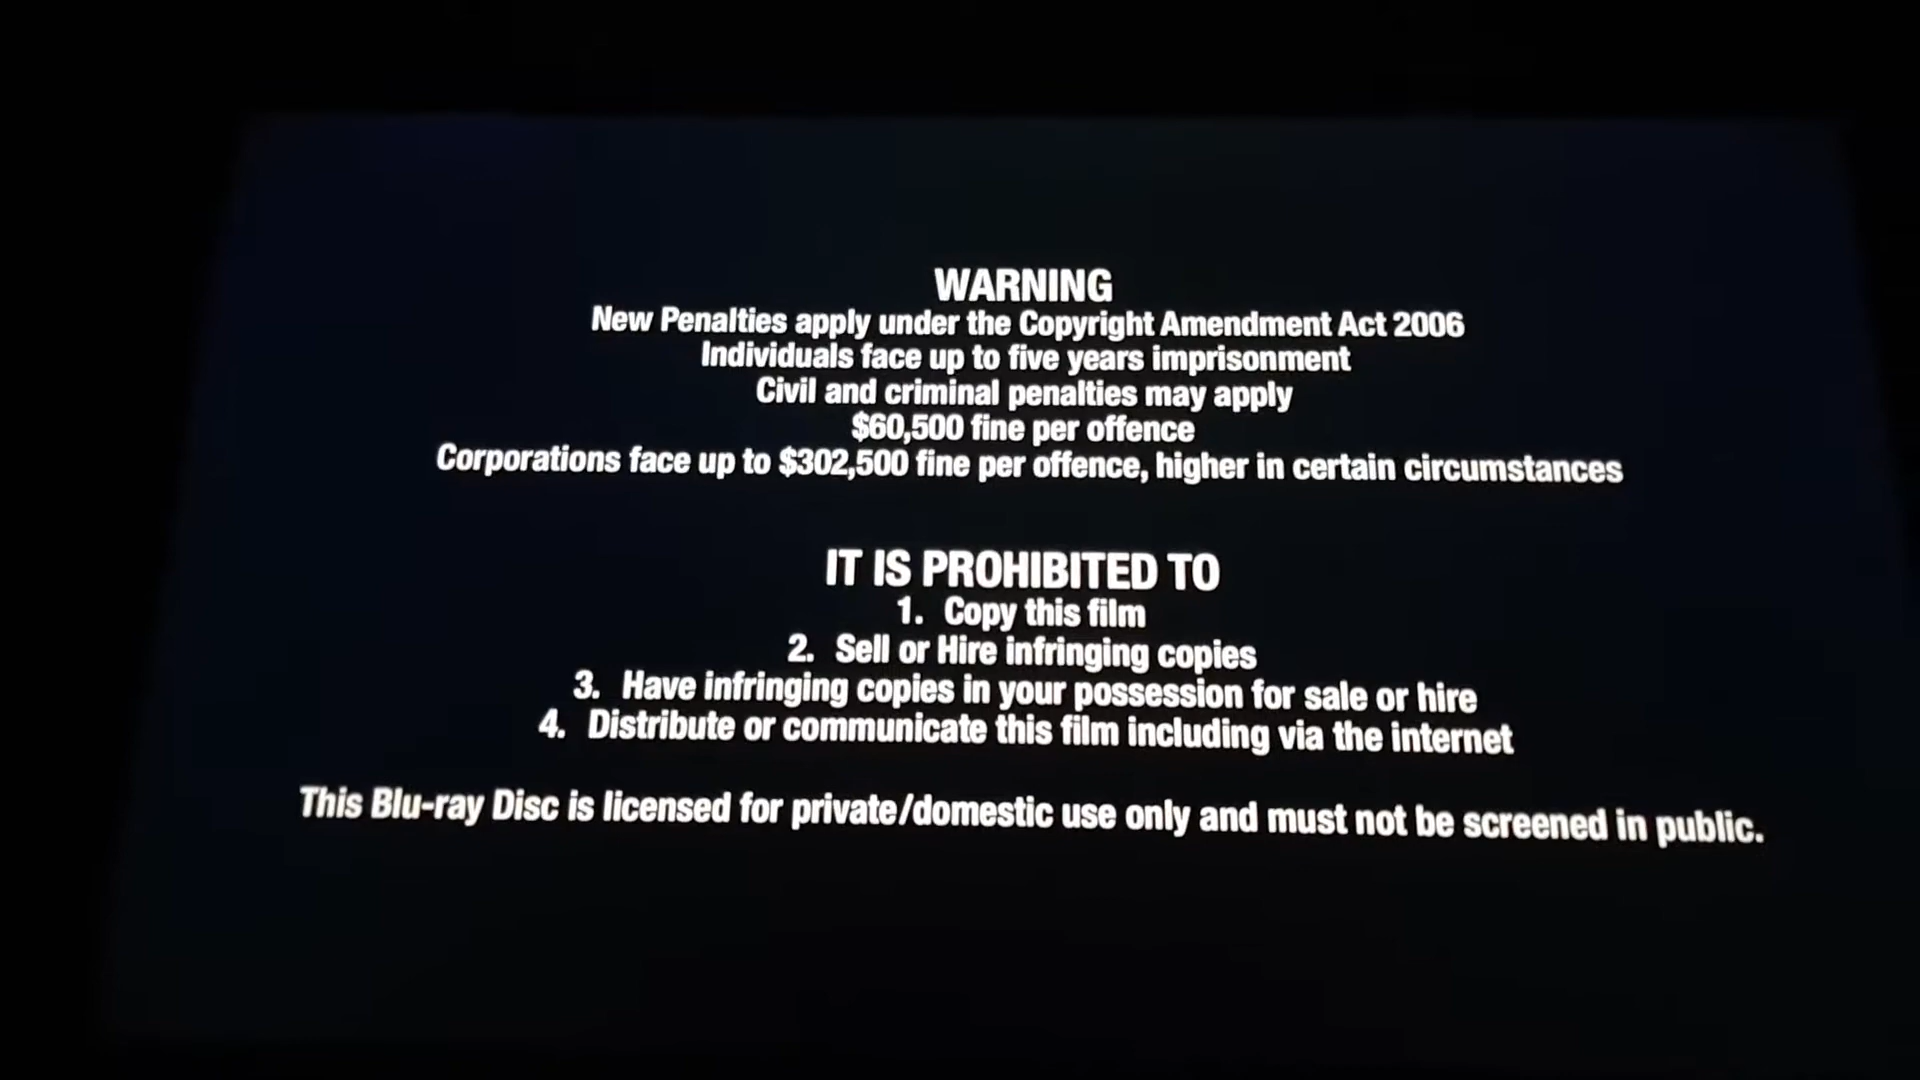 WARNING
New Penalties apply under the Copyright Amendment Act 2006
Individuals face up to five years imprisonment
Civil and criminal penalties may apply
$60,500 fine per offence
Corporations face up to $302,500 fine per offence, higher in certain circumstances
IT IS PROHIBITED TO
1. Copy this film
2. Sell or Hire infringing copies
3. Have infringing copies in your possession for sale or hire
4. Distribute or communicate this film including via the internet
This Blu-ray Disc is licensed for private/domestic use only and must not be screened in public.